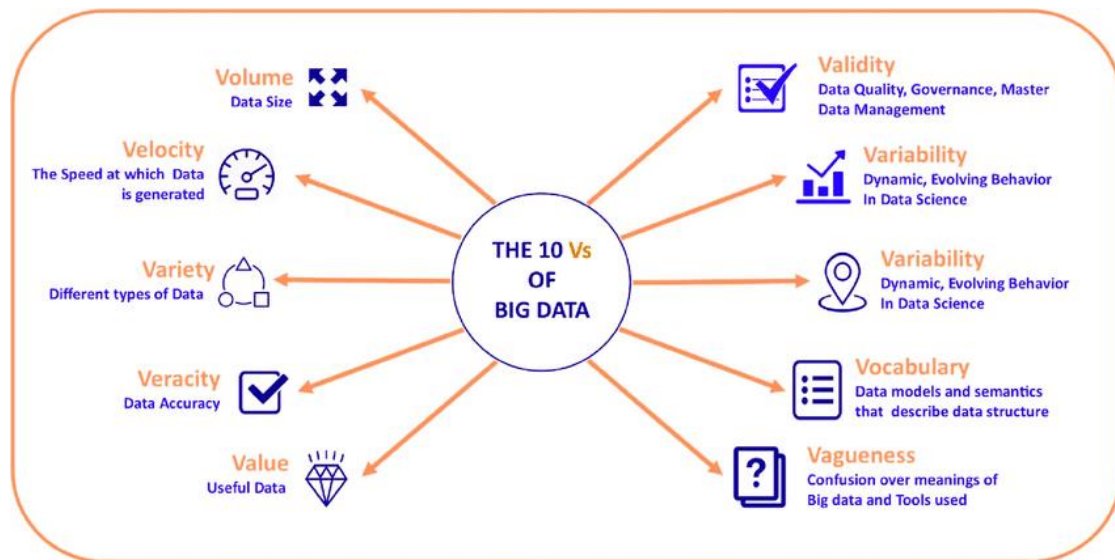 Volume
Data Size
Velocity
The Speed at which Data
is generated
Variety
Different types of Data
Veracity
Data Accuracy
Value
Useful Data
THE 10 Vs
OF
BIG DATA
Validity
Data Quality, Governance, Master
Data Management
Variability
Dynamic, Evolving Behavior
In Data Science
Variability
Dynamic, Evolving Behavior
In Data Science
Vocabulary
Data models and semantics
that describe data structure
?
Vagueness
Confusion over meanings of
Big data and Tools used